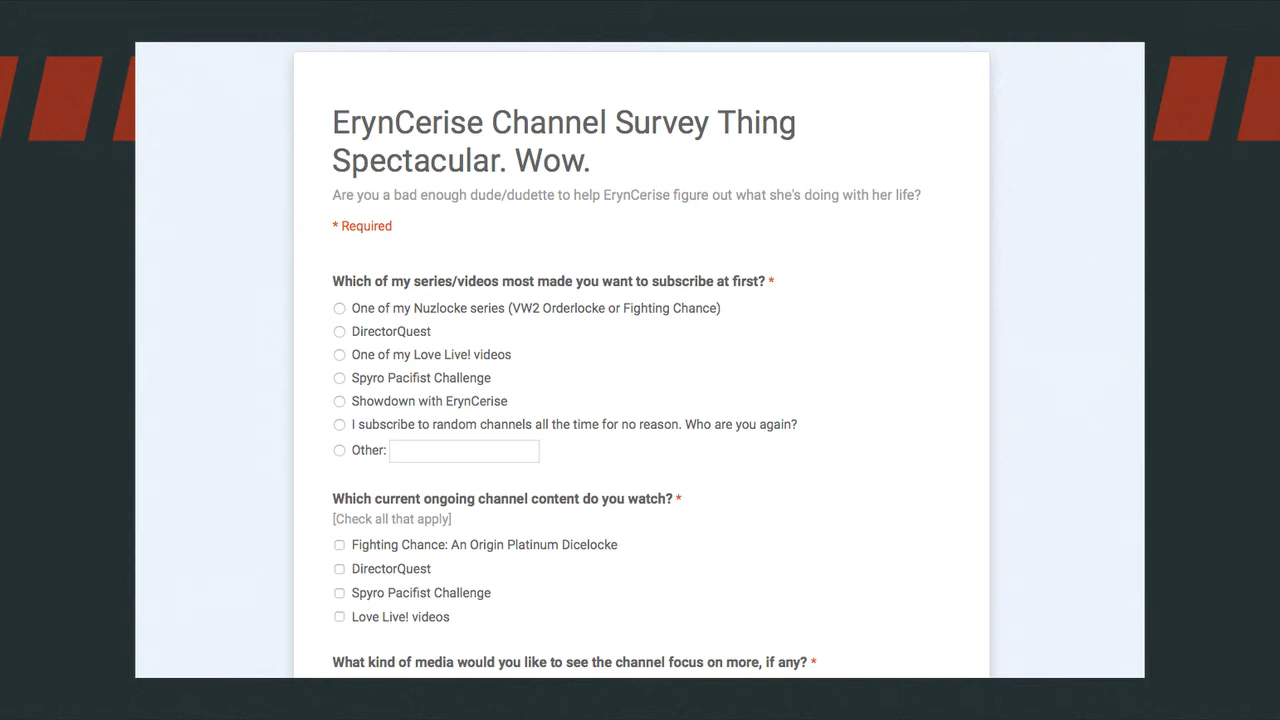 ErynCerise Channel Survey Thing
Spectacular. Wow.
Are you a bad enough dude/dudette to help ErynCerise figure out what she's doing with her life?
* Required
Which of my series/videos most made you want to subscribe at first? *
One of my Nuzlocke series (VW2 Orderlocke or Fighting Chance)
DirectorQuest
One of my Love Live! videos
Spyro Pacifist Challenge
Showdown with ErynCerise
I subscribe to random channels all the time for no reason. Who are you again?
Other:
Which current ongoing channel content do you watch? *
[Check all that apply]
Fighting Chance: An Origin Platinum Dicelocke
DirectorQuest
Spyro Pacifist Challenge
Love Live! videos
What kind of media would you like to see the channel focus on more, if any? *